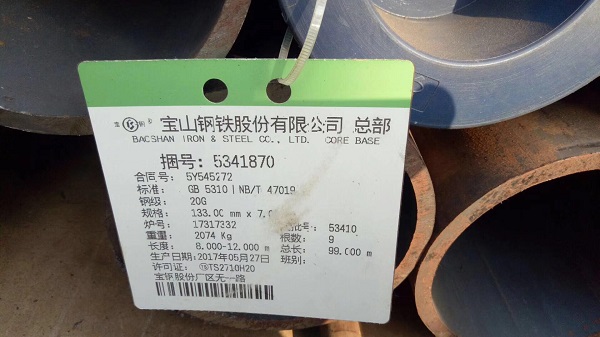 宝山钢铁股份有限公司 总部
BAOSHAN IRON & STEEL CO., LTD. CORE BASE
捆号: 5341870
合同号: 5Y545272
标准: GB 5310 | NB/T 47019
钢级: 20G
规格: 133.00 mm x 7.
炉号: 17317332 批号: 53410
重量: 2074 Kg 根数: 9
长度: 8.000-12.000 m 总长: 99.000 m
生产日期: 2017年05月27日 班别:
许可证: TS2710H20
宝钢股份厂区无一路